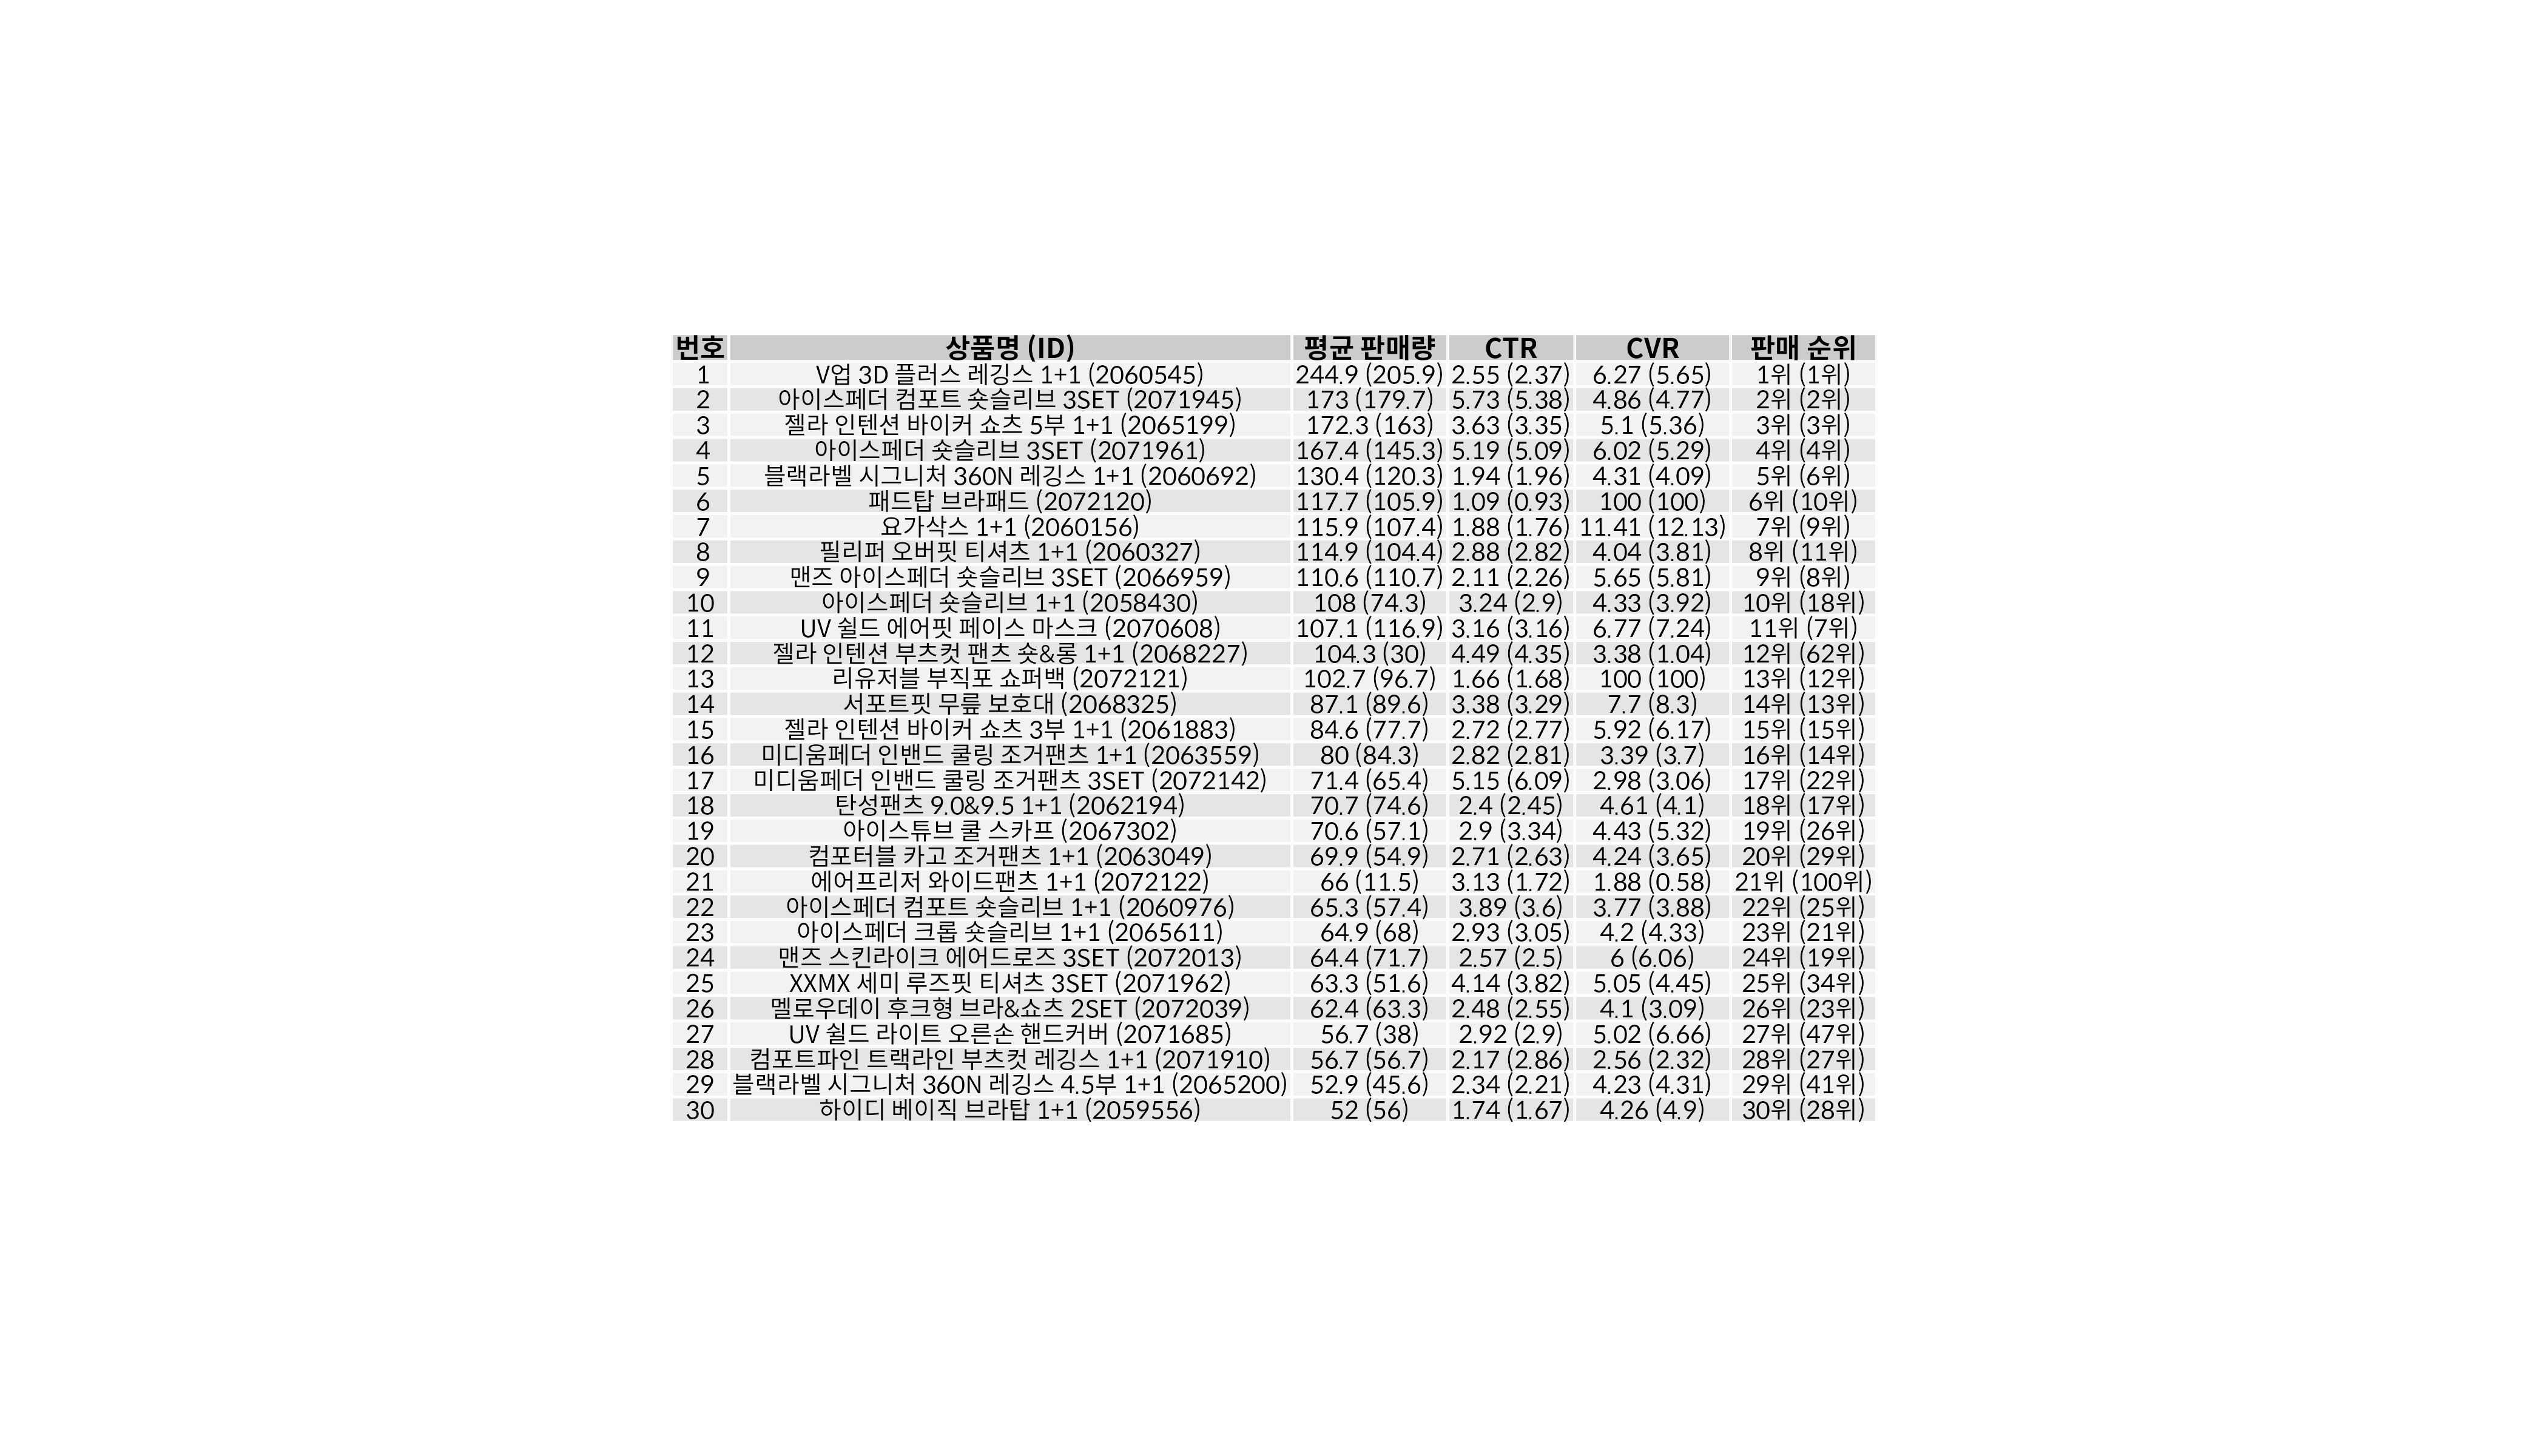 번호 상품명 (ID) 평균 판매량 CTR CVR 판매 순위
1 V업 3D 플러스 레깅스 1+1 (2060545) 244.9 (205.9) 2.55 (2.37) 6.27 (5.65) 1위 (1위)
2 아이스페더 컴포트 숏슬리브 3SET (2071945) 173 (179.7) 5.73 (5.38) 4.86 (4.77) 2위 (2위)
3 젤라 인텐션 바이커 쇼츠 5부 1+1 (2065199) 172.3 (163) 3.63 (3.35) 5.1 (5.36) 3위 (3위)
4 아이스페더 숏슬리브 3SET (2071961) 167.4 (145.3) 5.19 (5.09) 6.02 (5.29) 4위 (4위)
5 블랙라벨 시그니처 360N 레깅스 1+1 (2060692) 130.4 (120.3) 1.94 (1.96) 4.31 (4.09) 5위 (6위)
6 패드탑 브라패드 (2072120) 117.7 (105.9) 1.09 (0.93) 100 (100) 6위 (10위)
7 요가삭스 1+1 (2060156) 115.9 (107.4) 1.88 (1.76) 11.41 (12.13) 7위 (9위)
8 필리퍼 오버핏 티셔츠 1+1 (2060327) 114.9 (104.4) 2.88 (2.82) 4.04 (3.81) 8위 (11위)
9 맨즈 아이스페더 숏슬리브 3SET (2066959) 110.6 (110.7) 2.11 (2.26) 5.65 (5.81) 9위 (8위)
10 아이스페더 숏슬리브 1+1 (2058430) 108 (74.3) 3.24 (2.9) 4.33 (3.92) 10위 (18위)
11 UV 쉴드 에어핏 페이스 마스크 (2070608) 107.1 (116.9) 3.16 (3.16) 6.77 (7.24) 11위 (7위)
12 젤라 인텐션 부츠컷 팬츠 숏&롱 1+1 (2068227) 104.3 (30) 4.49 (4.35) 3.38 (1.04) 12위 (62위)
13 리유저블 부직포 쇼퍼백 (2072121) 102.7 (96.7) 1.66 (1.68) 100 (100) 13위 (12위)
14 서포트핏 무릎 보호대 (2068325) 87.1 (89.6) 3.38 (3.29) 7.7 (8.3) 14위 (13위)
15 젤라 인텐션 바이커 쇼츠 3부 1+1 (2061883) 84.6 (77.7) 2.72 (2.77) 5.92 (6.17) 15위 (15위)
16 미디움페더 인밴드 쿨링 조거팬츠 1+1 (2063559) 80 (84.3) 2.82 (2.81) 3.39 (3.7) 16위 (14위)
17 미디움페더 인밴드 쿨링 조거팬츠 3SET (2072142) 71.4 (65.4) 5.15 (6.09) 2.98 (3.06) 17위 (22위)
18 탄성팬츠 9.0&9.5 1+1 (2062194) 70.7 (74.6) 2.4 (2.45) 4.61 (4.1) 18위 (17위)
19 아이스튜브 쿨 스카프 (2067302) 70.6 (57.1) 2.9 (3.34) 4.43 (5.32) 19위 (26위)
20 컴포터블 카고 조거팬츠 1+1 (2063049) 69.9 (54.9) 2.71 (2.63) 4.24 (3.65) 20위 (29위)
21 에어프리저 와이드팬츠 1+1 (2072122) 66 (11.5) 3.13 (1.72) 1.88 (0.58) 21위 (100위)
22 아이스페더 컴포트 숏슬리브 1+1 (2060976) 65.3 (57.4) 3.89 (3.6) 3.77 (3.88) 22위 (25위)
23 아이스페더 크롭 숏슬리브 1+1 (2065611) 64.9 (68) 2.93 (3.05) 4.2 (4.33) 23위 (21위)
24 맨즈 스킨라이크 에어드로즈 3SET (2072013) 64.4 (71.7) 2.57 (2.5) 6 (6.06) 24위 (19위)
25 XXMX 세미 루즈핏 티셔츠 3SET (2071962) 63.3 (51.6) 4.14 (3.82) 5.05 (4.45) 25위 (34위)
26 멜로우데이 후크형 브라&쇼츠 2SET (2072039) 62.4 (63.3) 2.48 (2.55) 4.1 (3.09) 26위 (23위)
27 UV 쉴드 라이트 오른손 핸드커버 (2071685) 56.7 (38) 2.92 (2.9) 5.02 (6.66) 27위 (47위)
28 컴포트파인 트랙라인 부츠컷 레깅스 1+1 (2071910) 56.7 (56.7) 2.17 (2.86) 2.56 (2.32) 28위 (27위)
29 블랙라벨 시그니처 360N 레깅스 4.5부 1+1 (2065200) 52.9 (45.6) 2.34 (2.21) 4.23 (4.31) 29위 (41위)
30 하이디 베이직 브라탑 1+1 (2059556) 52 (56) 1.74 (1.67) 4.26 (4.9) 30위 (28위)